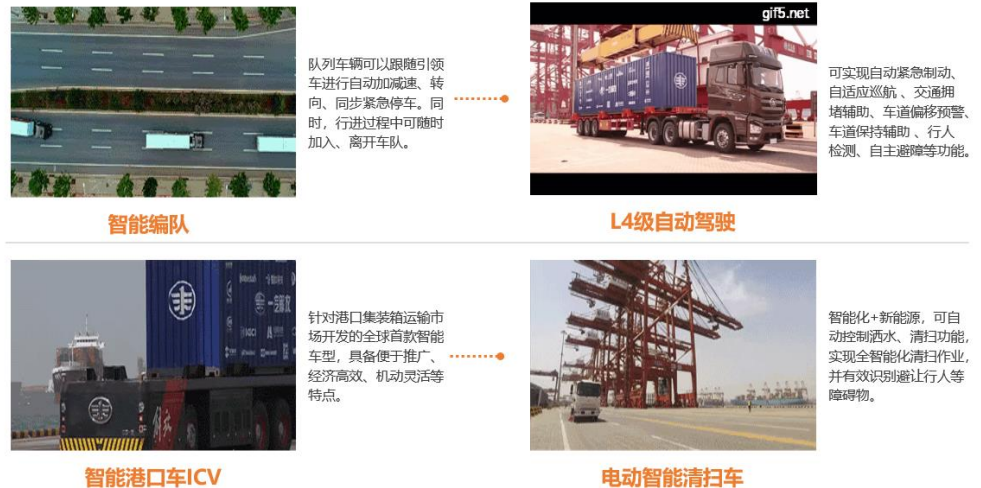 gif5.net
队列车辆可以跟随引领
车进行自动加减速、转
向、同步紧急停车。同
时，行进过程中可随时
加入、离开车队。
可实现自动紧急制动、
自适应巡航 、交通拥
堵辅助、车道偏移预警、
车道保持辅助 、行人
检测、自主避障等功能。
智能编队
L4级自动驾驶
一汽解放
解放
针对港口集装箱运输市
场开发的全球首款智能
车型，具备便于推广、
经济高效、机动灵活等
特点。
智能化+新能源，可自
动控制洒水、清扫功能，
实现全智能化清扫作业，
并有效识别避让行人等
障碍物。
智能港口车ICV
电动智能清扫车